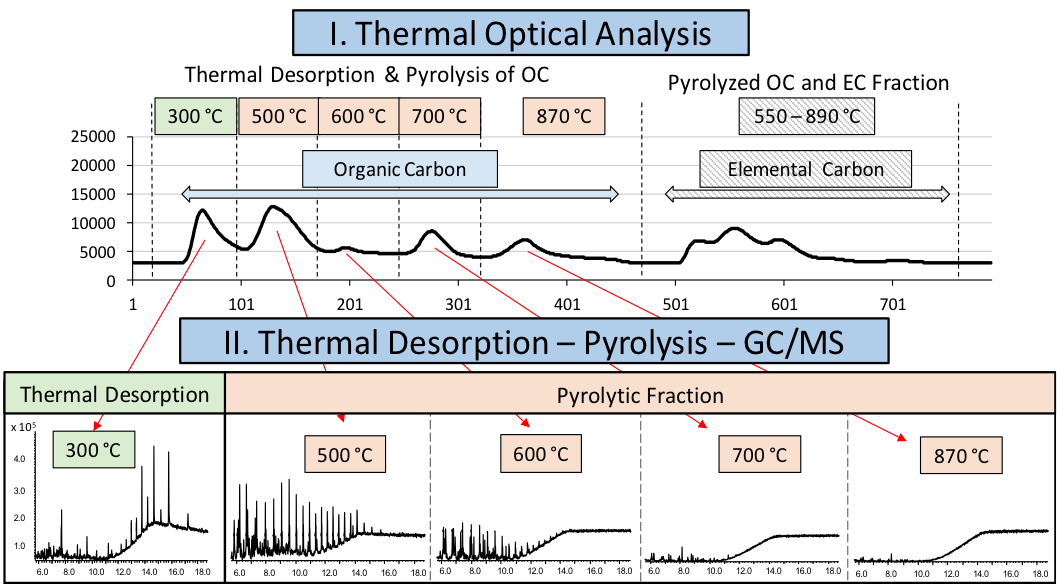 I. Thermal Optical Analysis
Thermal Desorption & Pyrolysis of OC
Pyrolyzed OC and EC Fraction
300 °C 500 °C 600 °C 700 °C 870 °C 550 – 890 °C
25000
20000
15000
10000
5000
0
Organic Carbon
Elemental Carbon
1 101 201 301 401 501 601 701
II. Thermal Desorption – Pyrolysis – GC/MS
Thermal Desorption
Pyrolytic Fraction
x 10⁵
300 °C 500 °C 600 °C 700 °C 870 °C
4.0
3.0
2.0
1.0
6.0 8.0 10.0 12.0 14.0 16.0 18.0
6.0 8.0 10.0 12.0 14.0 16.0 18.0
6.0 8.0 10.0 12.0 14.0 16.0 18.0
6.0 8.0 10.0 12.0 14.0 16.0 18.0
6.0 8.0 10.0 12.0 14.0 16.0 18.0